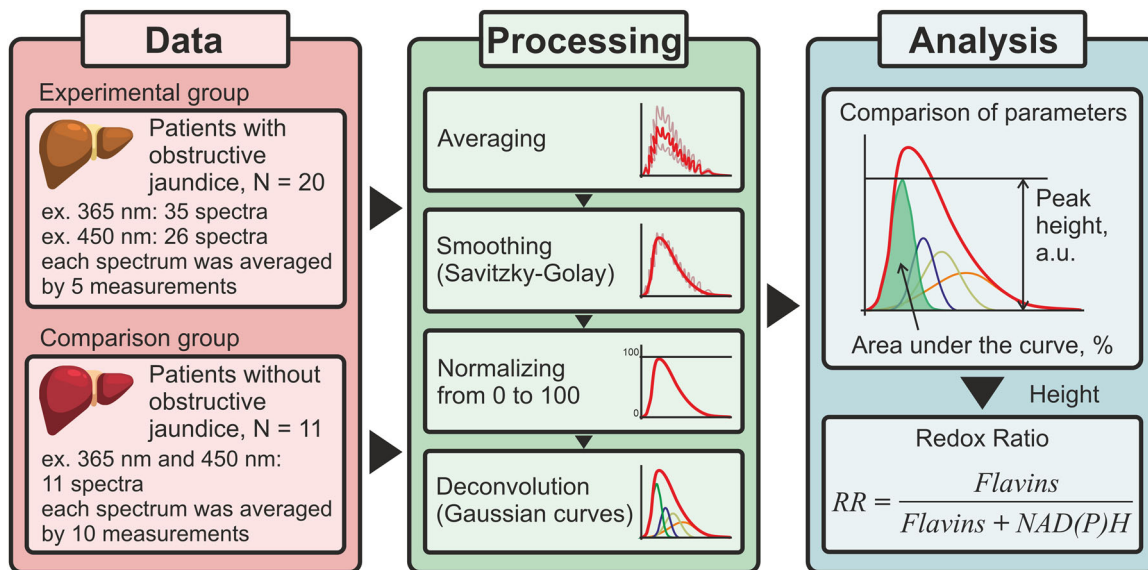 Data
Experimental group
Patients with
obstructive
jaundice, N = 20
ex. 365 nm: 35 spectra
ex. 450 nm: 26 spectra
each spectrum was averaged
by 5 measurements
Comparison group
Patients without
obstructive
jaundice, N = 11
ex. 365 nm and 450 nm:
11 spectra
each spectrum was averaged
by 10 measurements
Processing
Averaging
Smoothing
(Savitzky-Golay)
Normalizing
from 0 to 100
100
0
Deconvolution
(Gaussian curves)
Analysis
Comparison of parameters
Peak
height,
a.u.
Area under the curve, %
Height
Redox Ratio
RR = Flavins / Flavins + NAD(P)H